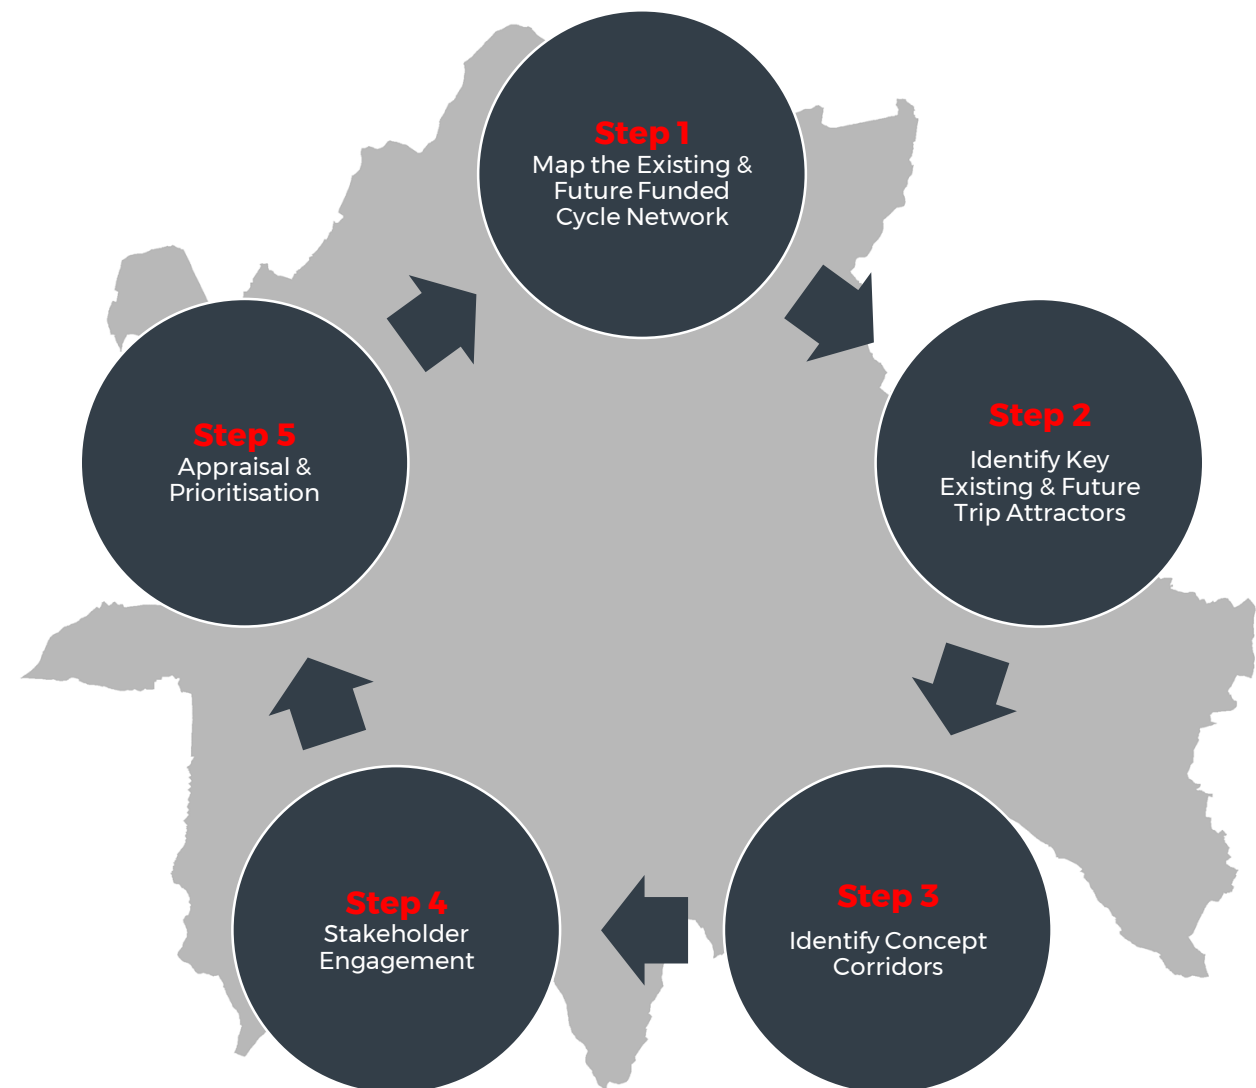 Step 1
Map the Existing &
Future Funded
Cycle Network
Step 2
Identify Key
Existing & Future
Trip Attractors
Step 3
Identify Concept
Corridors
Step 4
Stakeholder
Engagement
Step 5
Appraisal &
Prioritisation